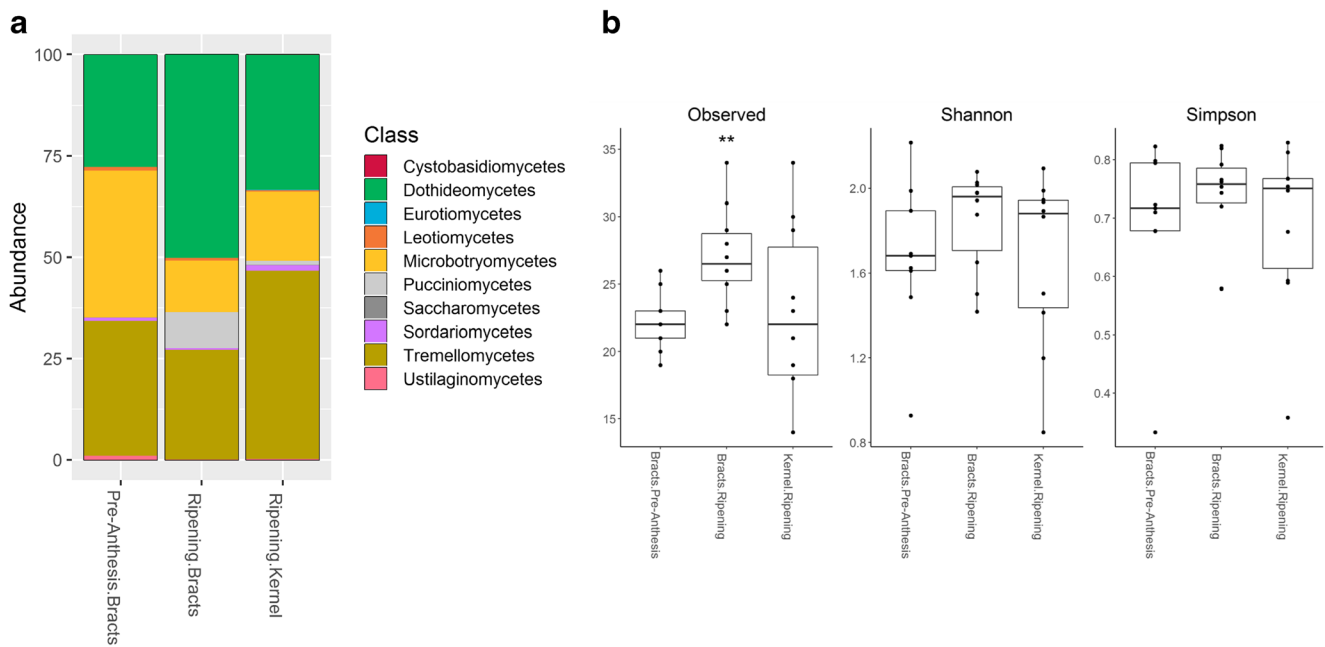 a
Abundance
100
75
50
25
0
Pre-Anthesis.Bracts
Ripening.Bracts
Ripening.Kernel
Class
Cystobasidiomycetes
Dothideomycetes
Eurotiomycetes
Leotiomycetes
Microbotryomycetes
Pucciniomycetes
Saccharomycetes
Sordariomycetes
Tremellomycetes
Ustilaginomycetes
b
Observed
**
35
30
25
20
15
Bracts.Pre-Anthesis
Bracts.Ripening
Kernel.Ripening
Shannon
2.0
1.6
1.2
0.8
Bracts.Pre-Anthesis
Bracts.Ripening
Kernel.Ripening
Simpson
0.8
0.7
0.6
0.5
0.4
Bracts.Pre-Anthesis
Bracts.Ripening
Kernel.Ripening